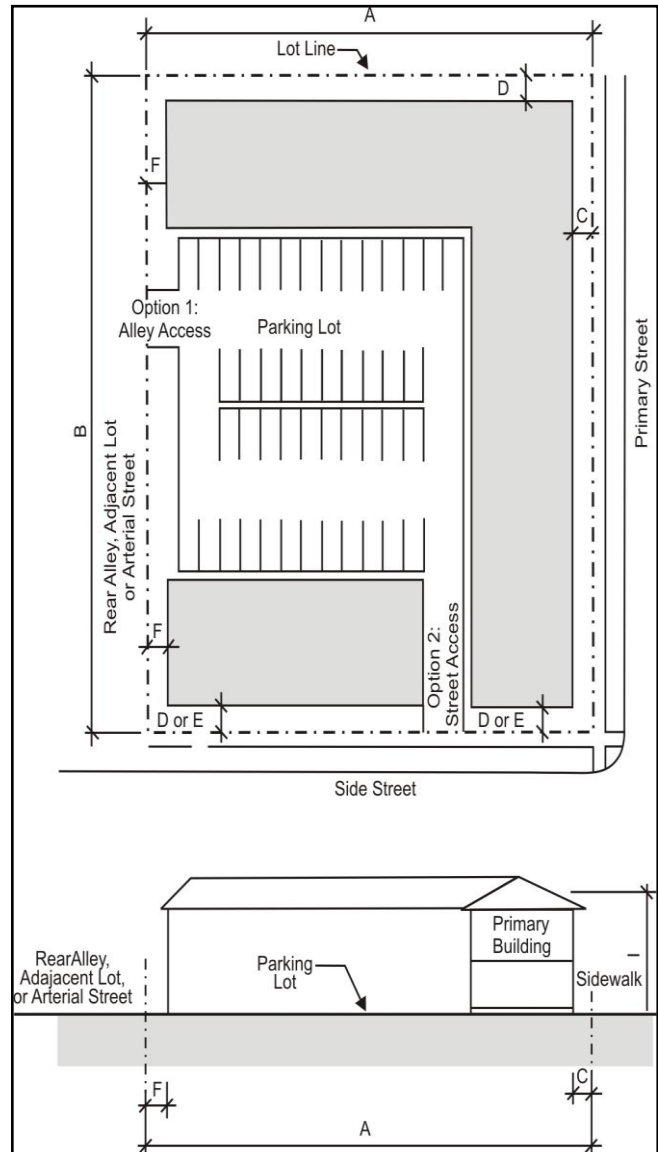 A
Lot Line
D
F
C
Option 1:
Alley Access
Parking Lot
Primary Street
B
Rear Alley, Adjacent Lot
or Arterial Street
F
Option 2:
Street Access
D or E
D or E
Side Street
Primary
Building
RearAlley,
Adajacent Lot,
or Arterial Street
Parking
Lot
I
Sidewalk
F
C
A